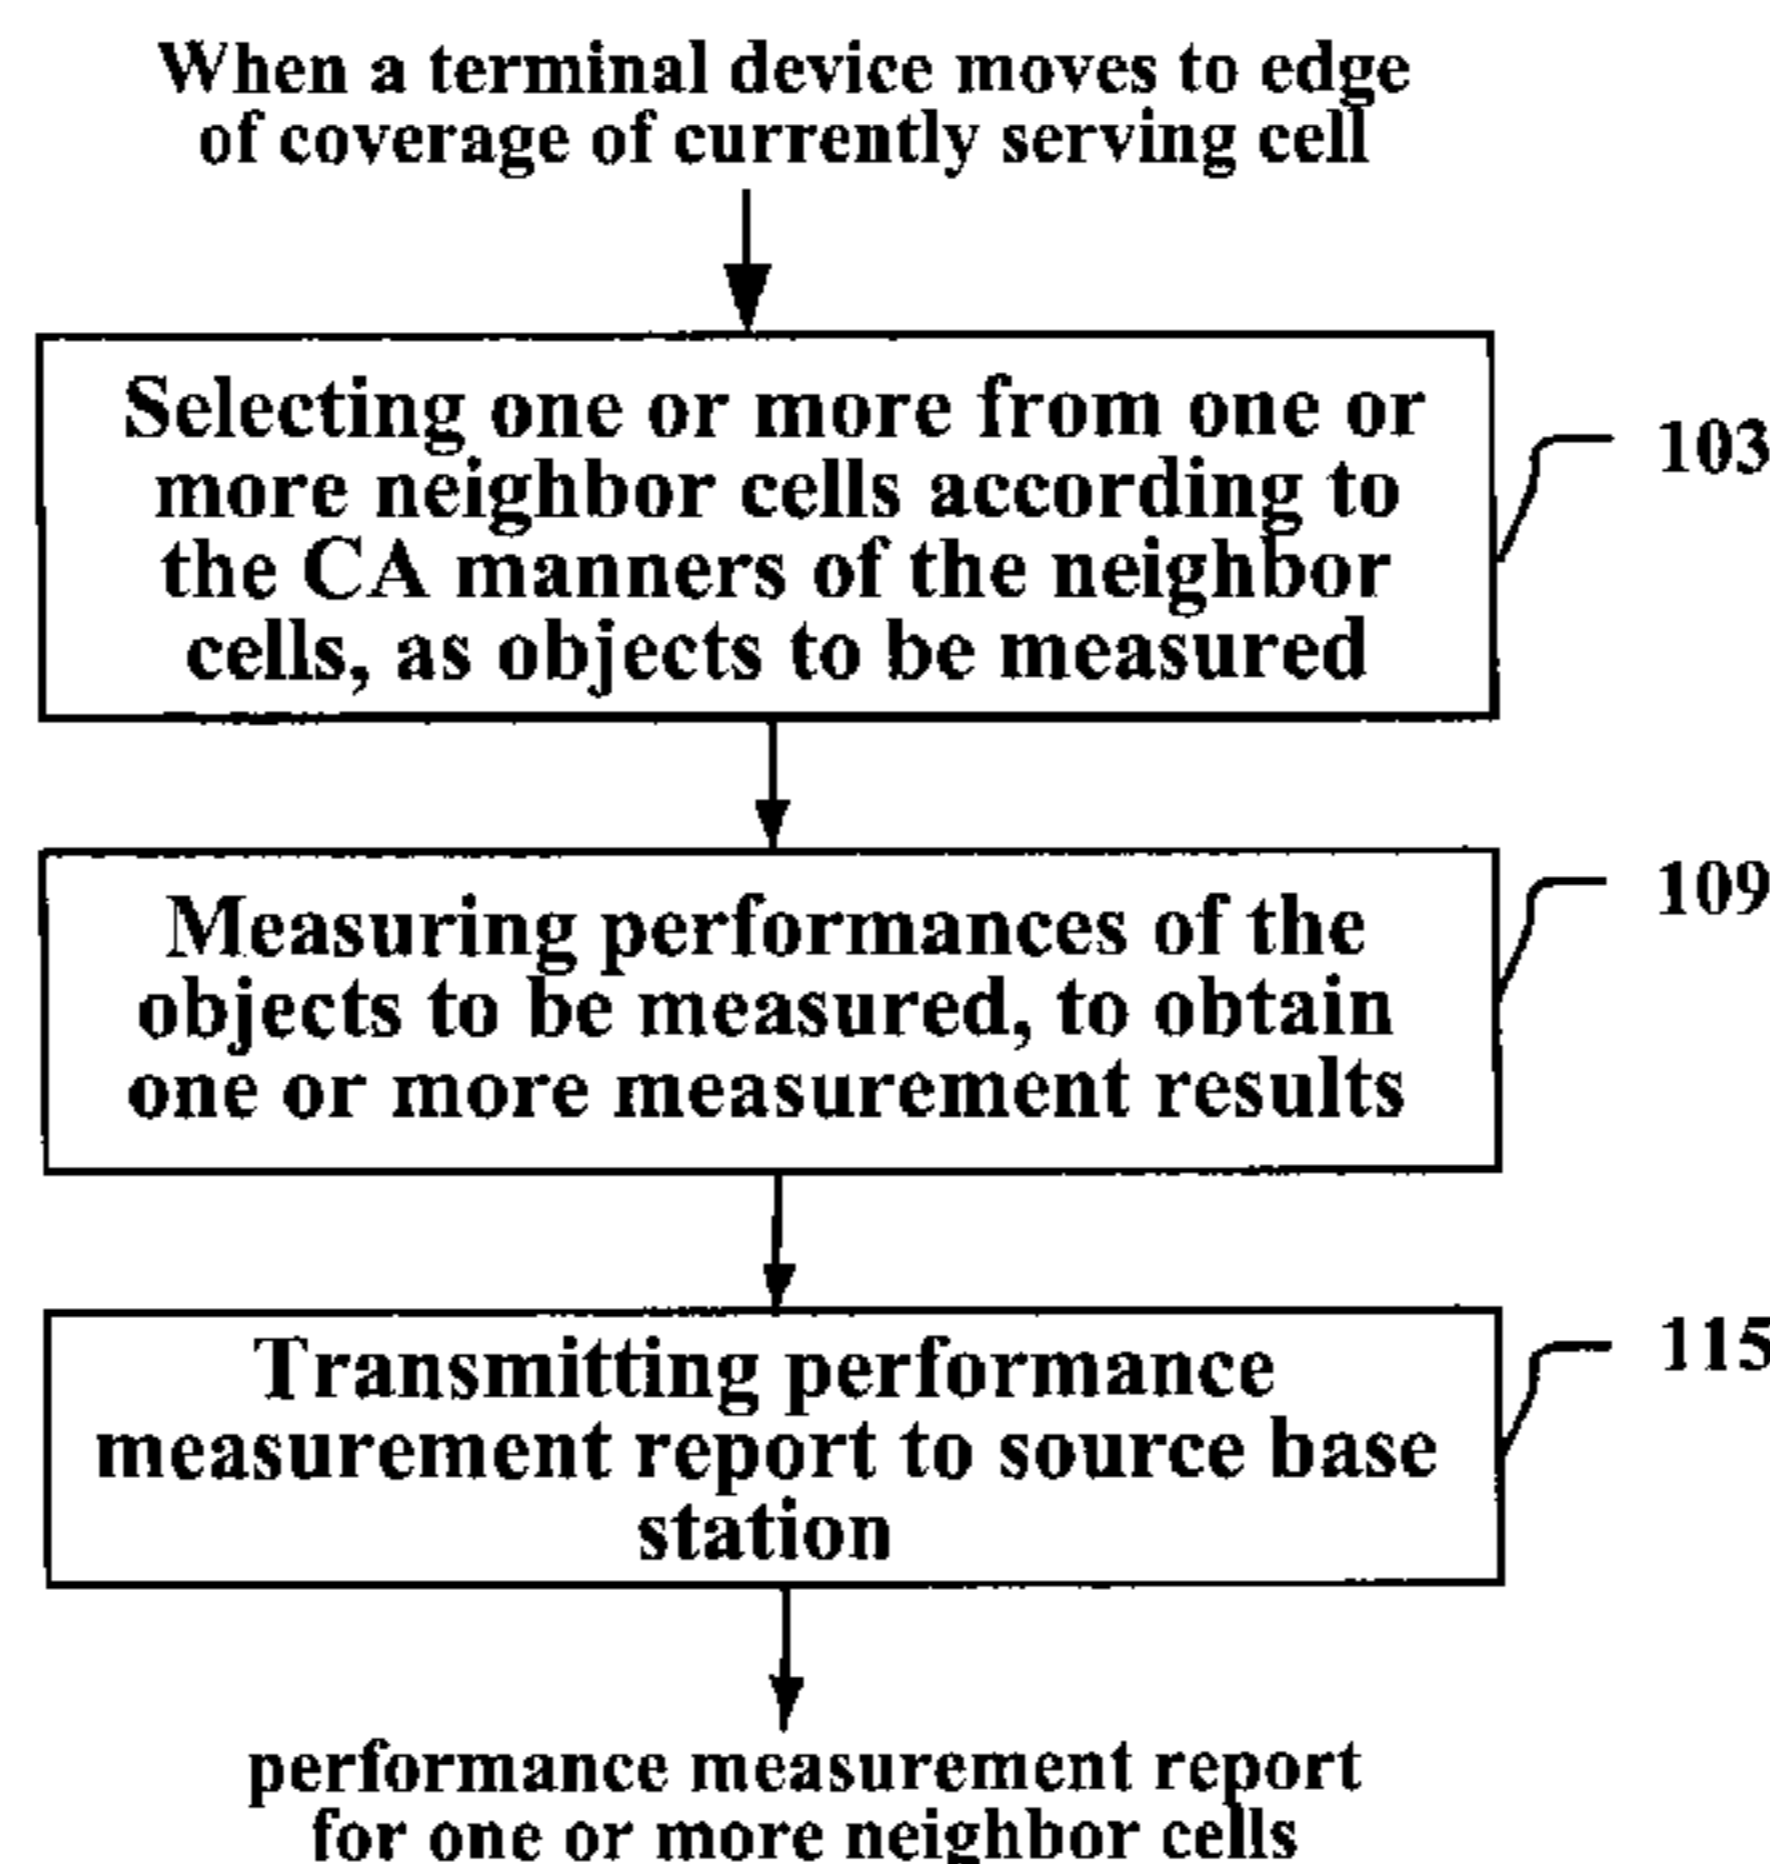 When a terminal device moves to edge
of coverage of currently serving cell
Selecting one or more from one or
more neighbor cells according to
the CA manners of the neighbor
cells, as objects to be measured
103
Measuring performances of the
objects to be measured, to obtain
one or more measurement results
109
Transmitting performance
measurement report to source base
station
115
performance measurement report
for one or more neighbor cells